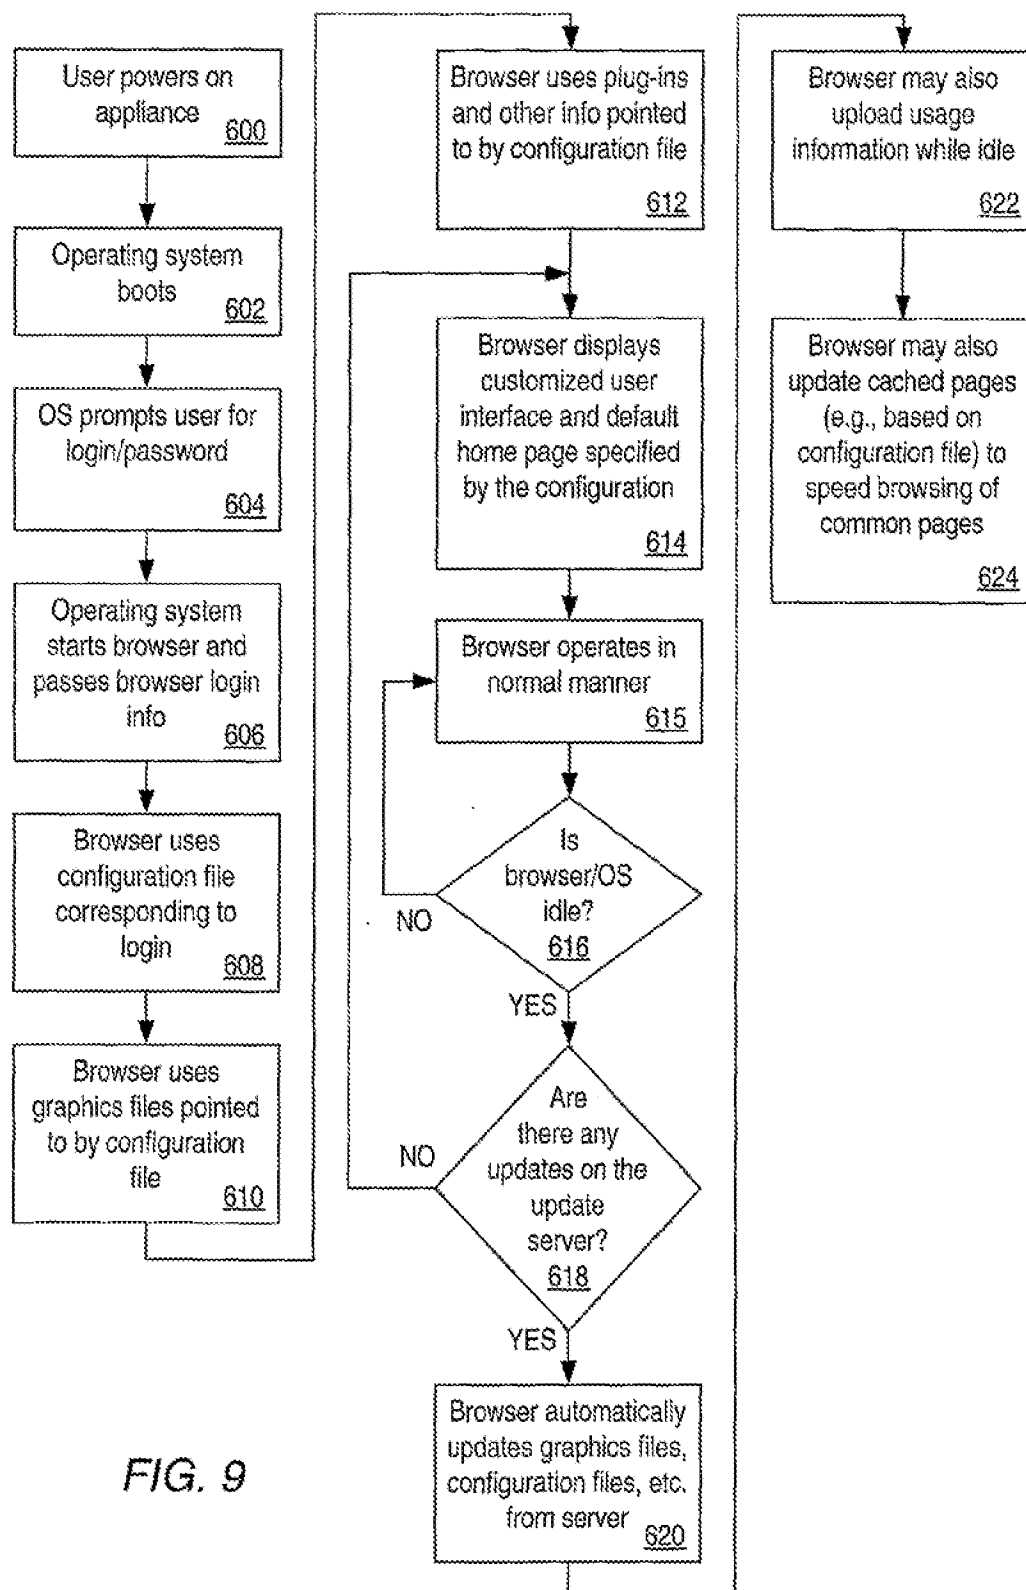 User powers on
appliance
600
Operating system
boots
602
OS prompts user for
login/password
604
Operating system
starts browser and
passes browser login
info
606
Browser uses
configuration file
corresponding to
login
608
Browser uses
graphics files pointed
to by configuration
file
610
Browser uses plug-ins
and other info pointed
to by configuration file
612
Browser displays
customized user
interface and default
home page specified
by the configuration
614
Browser operates in
normal manner
615
Is
browser/OS
idle?
616
NO
YES
Are
there any
updates on the
update
server?
618
NO
YES
Browser automatically
updates graphics files,
configuration files, etc.
from server
620
Browser may also
upload usage
information while idle
622
Browser may also
update cached pages
(e.g., based on
configuration file) to
speed browsing of
common pages
624
FIG. 9